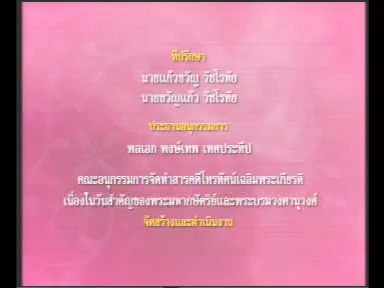 ที่ปรึกษา
นายแก้วขวัญ วัชโรทัย
นายขวัญแก้ว วัชโรทัย
ประธานอนุกรรมการ
พลเอก พงษ์เทพ เทศประทีป
คณะอนุกรรมการจัดทำสารคดีโทรทัศน์เฉลิมพระเกียรติ
เนื่องในวันสำคัญของพระมหากษัตริย์และพระบรมวงศานุวงศ์
จัดสร้างและดำเนินงาน